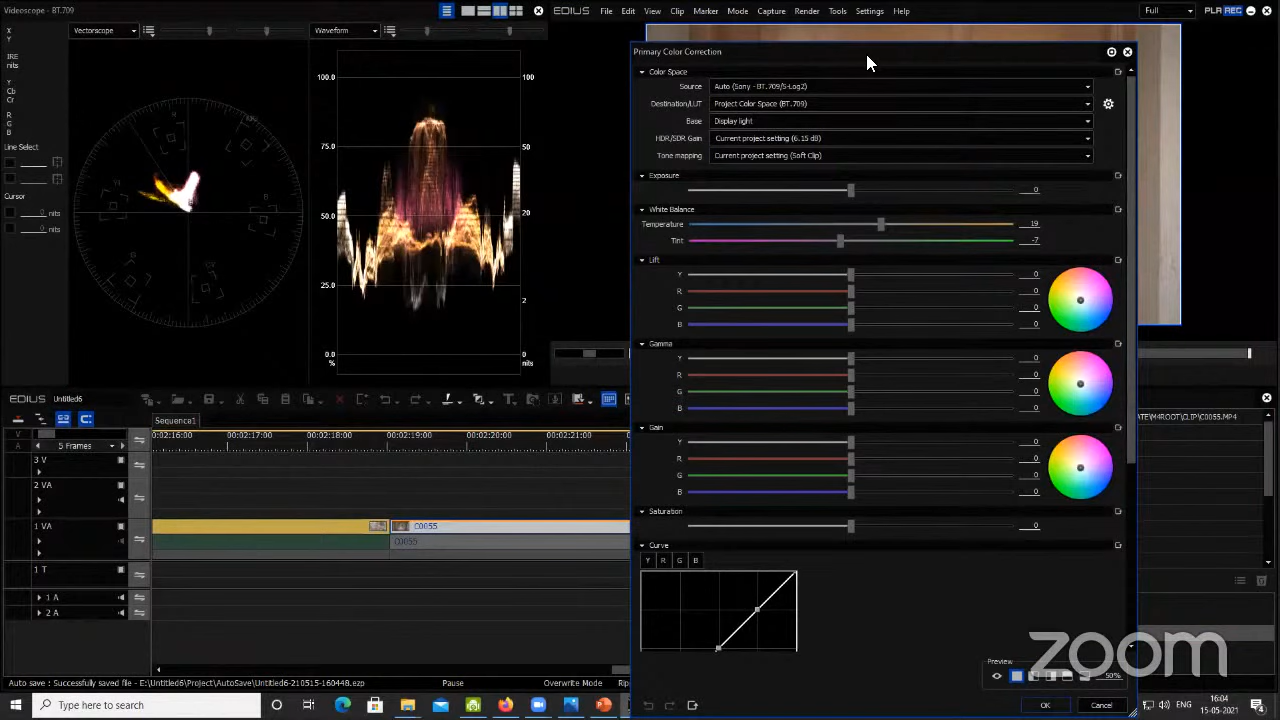 Videoscope - BT.709
EDIUS File Edit View Clip Marker Mode Capture Render Tools Settings Help Full PLR REC
Vectorscope Waveform
X
Y
IRE
nits
Y
Cb
Cr
R
G
B
Line Select
Cursor
0 nits
0 nits
100.0 100
75.0 50
50.0 20
25.0 2
0.0 0
% nits
Primary Color Correction
Color Space
Source Auto (Sony - BT.709/S-Log2)
Destination/LUT Project Color Space (BT.709)
Base Display light
HDR/SDR Gain Current project setting (6.15 dB)
Tone mapping Current project setting (Soft Clip)
Exposure
0
White Balance
Temperature 19
Tint -7
Lift
Y 0
R 0
G 0
B 0
Gamma
Y 0
R 0
G 0
B 0
Gain
Y 0
R 0
G 0
B 0
Saturation
0
Curve
Y R G B
Preview
50%
OK Cancel
EDIUS Untitled6
Sequence1
V
A
5 Frames
00:02:16:00 00:02:17:00 00:02:18:00 00:02:19:00 00:02:20:00 00:02:21:00
3 V
2 VA
1 VA C0055
C0055
1 T
1 A
2 A
ATE\M4ROOT\CLIP\C0055.MP4
Auto save : Successfully saved file - E:\Untitled6\Project\AutoSave\Untitled6-210515-160448.ezp Pause Overwrite Mode
zoom
Type here to search
ENG 16:04
15-05-2021